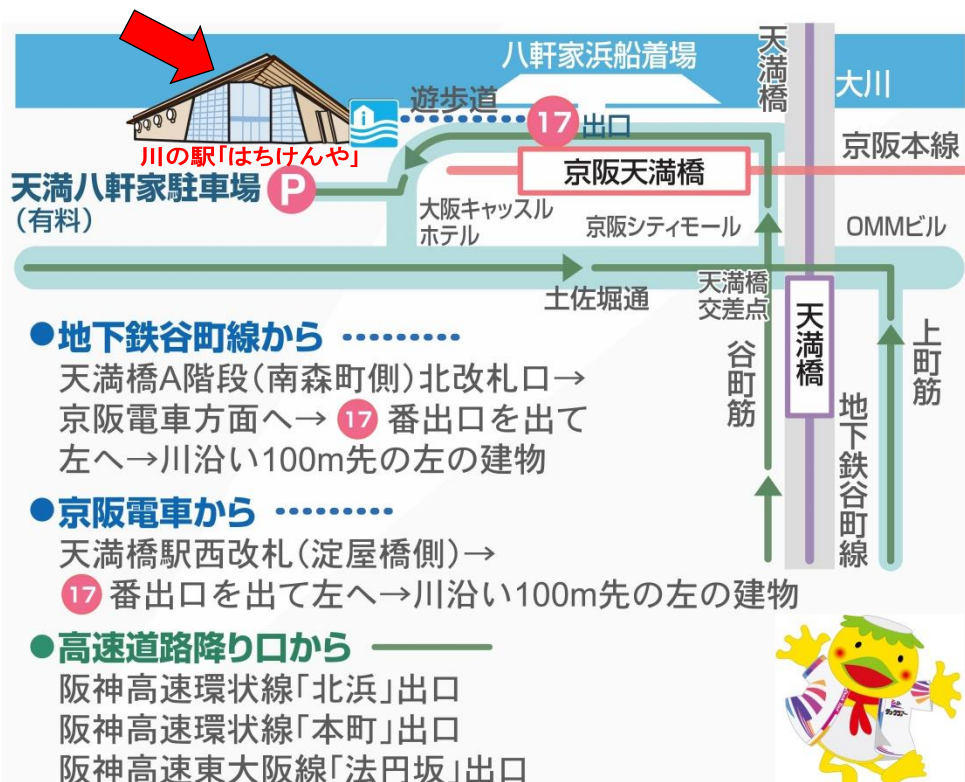 八軒家浜船着場
天満橋
大川
遊歩道
17 出口
川の駅「はちけんや」
京阪本線
京阪天満橋
天満八軒家駐車場 P
(有料)
大阪キャッスル
ホテル
京阪シティモール
OMMビル
土佐堀通
天満橋
交差点
天満橋
谷町筋
上町筋
地下鉄谷町線
●地下鉄谷町線から
天満橋A階段(南森町側)北改札口→
京阪電車方面へ→ 17 番出口を出て
左へ→川沿い100m先の左の建物
●京阪電車から
天満橋駅西改札(淀屋橋側)→
17 番出口を出て左へ→川沿い100m先の左の建物
●高速道路降り口から
阪神高速環状線「北浜」出口
阪神高速環状線「本町」出口
阪神高速東大阪線「法円坂」出口